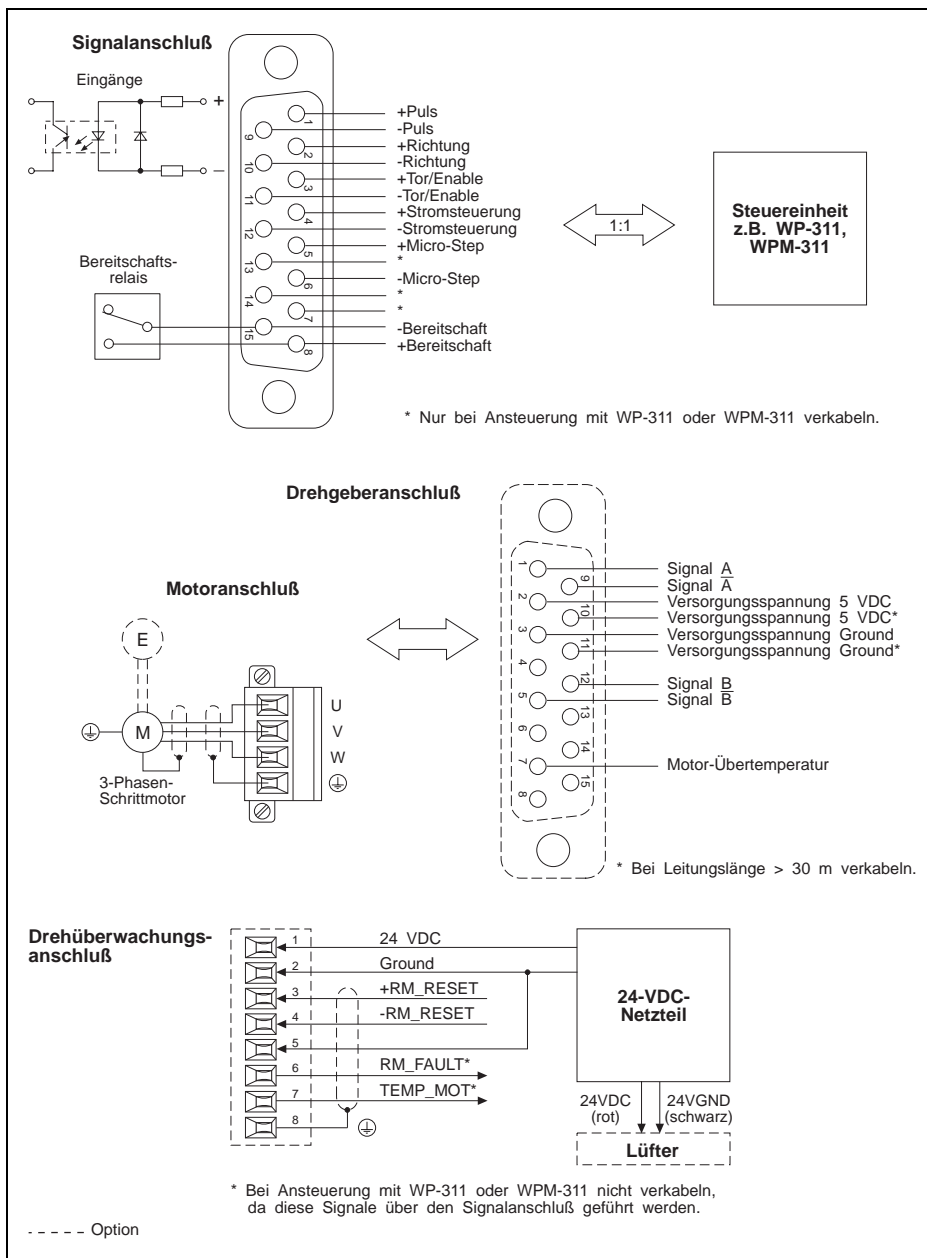 Signalanschluß
Eingänge
+
–
Bereitschafts-
relais
1
9
2
10
3
11
4
12
5
13
6
14
7
15
8
+Puls
-Puls
+Richtung
-Richtung
+Tor/Enable
-Tor/Enable
+Stromsteuerung
-Stromsteuerung
+Micro-Step
*
-Micro-Step
*
*
-Bereitschaft
+Bereitschaft
1:1
Steuereinheit
z.B. WP-311,
WPM-311
* Nur bei Ansteuerung mit WP-311 oder WPM-311 verkabeln.
Drehgeberanschluß
Motoranschluß
E
M
3-Phasen-
Schrittmotor
U
V
W
1
9
2
10
3
11
4
12
5
13
6
14
7
15
8
Signal A
Signal A̅
Versorgungsspannung 5 VDC
Versorgungsspannung 5 VDC*
Versorgungsspannung Ground
Versorgungsspannung Ground*
Signal B
Signal B̅
Motor-Übertemperatur
* Bei Leitungslänge > 30 m verkabeln.
Drehüberwachungs-
anschluß
1 24 VDC
2 Ground
3 +RM_RESET
4 -RM_RESET
5
6 RM_FAULT*
7 TEMP_MOT*
8
24-VDC-
Netzteil
24VDC 24VGND
(rot) (schwarz)
Lüfter
* Bei Ansteuerung mit WP-311 oder WPM-311 nicht verkabeln,
da diese Signale über den Signalanschluß geführt werden.
----- Option